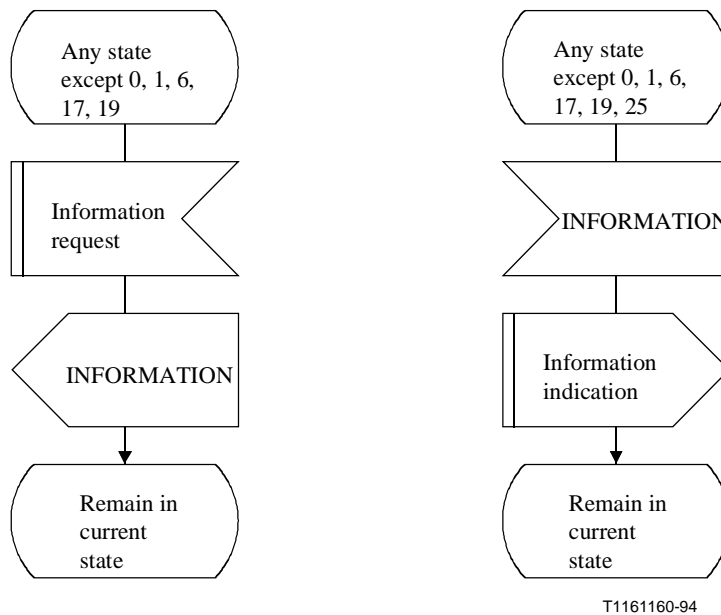 Any state
except 0, 1, 6,
17, 19
Information
request
INFORMATION
Remain in
current
state
Any state
except 0, 1, 6,
17, 19, 25
INFORMATION
Information
indication
Remain in
current
state
T1161160-94